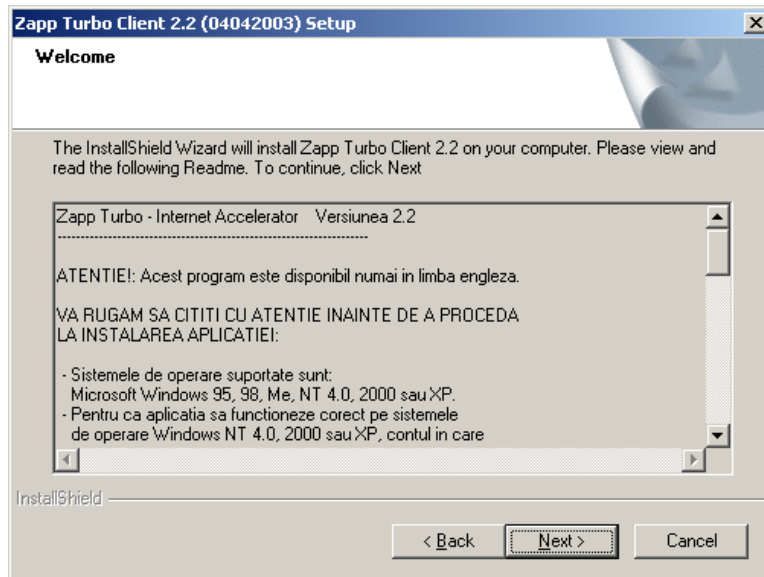 Zapp Turbo Client 2.2 (04042003) Setup
Welcome
The InstallShield Wizard will install Zapp Turbo Client 2.2 on your computer. Please view and
read the following Readme. To continue, click Next
Zapp Turbo - Internet Accelerator   Versiunea 2.2
--------------------------------------------------------------------
ATENTIE!: Acest program este disponibil numai in limba engleza.
VA RUGAM SA CITITI CU ATENTIE INAINTE DE A PROCEDA
LA INSTALAREA APLICATIEI:
- Sistemele de operare suportate sunt:
Microsoft Windows 95, 98, Me, NT 4.0, 2000 sau XP.
- Pentru ca aplicatia sa functioneze corect pe sistemele
de operare Windows NT 4.0, 2000 sau XP, contul in care
InstallShield
< Back
Next >
Cancel